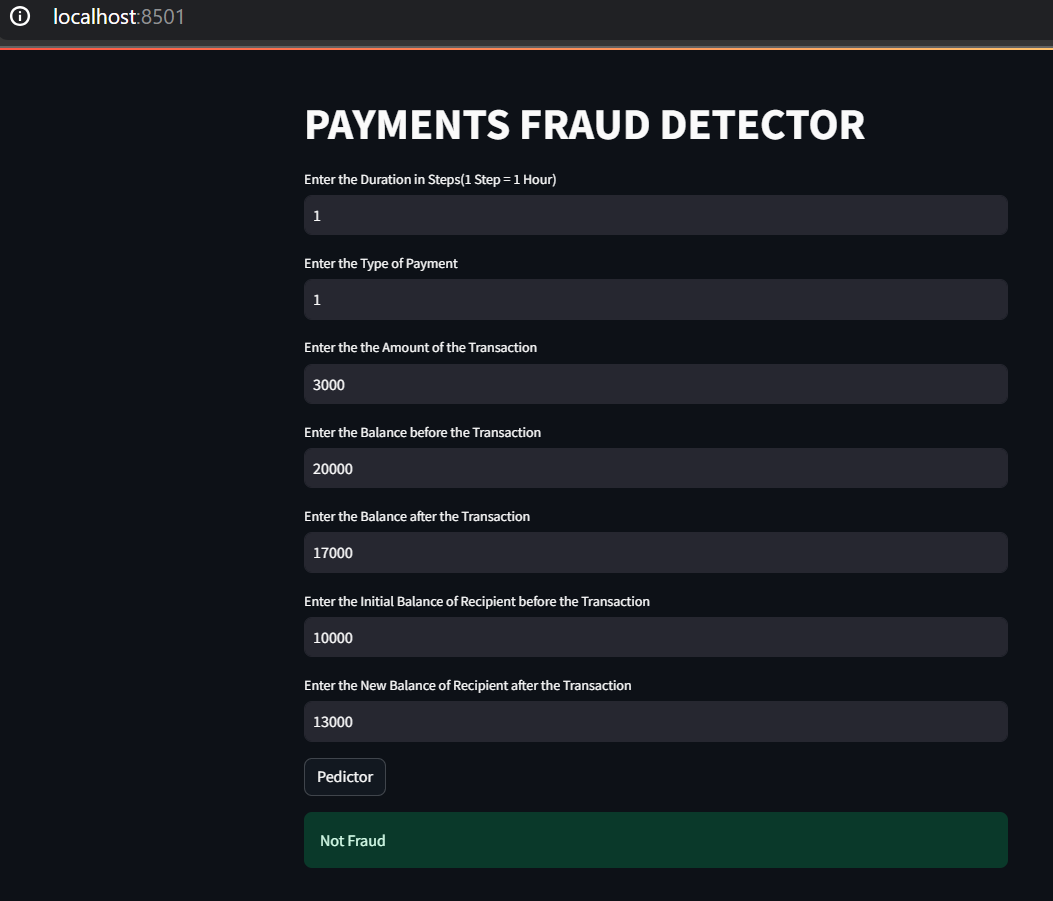 localhost:8501
PAYMENTS FRAUD DETECTOR
Enter the Duration in Steps(1 Step = 1 Hour)
1
Enter the Type of Payment
1
Enter the the Amount of the Transaction
3000
Enter the Balance before the Transaction
20000
Enter the Balance after the Transaction
17000
Enter the Initial Balance of Recipient before the Transaction
10000
Enter the New Balance of Recipient after the Transaction
13000
Pedictor
Not Fraud